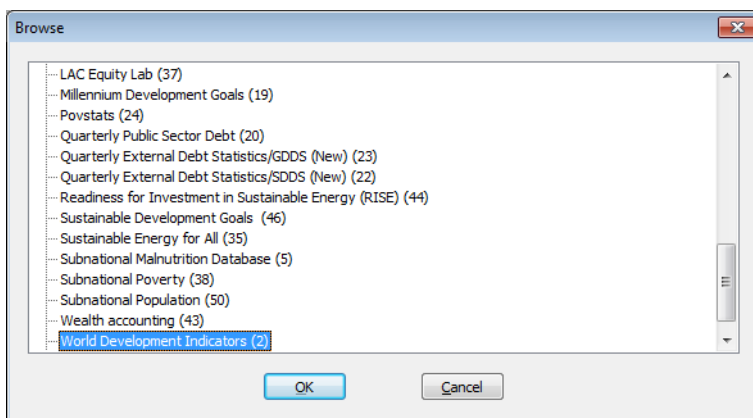 Browse
LAC Equity Lab (37)
Millennium Development Goals (19)
Povstats (24)
Quarterly Public Sector Debt (20)
Quarterly External Debt Statistics/GDDS (New) (23)
Quarterly External Debt Statistics/SDDS (New) (22)
Readiness for Investment in Sustainable Energy (RISE) (44)
Sustainable Development Goals (46)
Sustainable Energy for All (35)
Subnational Malnutrition Database (5)
Subnational Poverty (38)
Subnational Population (50)
Wealth accounting (43)
World Development Indicators (2)
OK Cancel